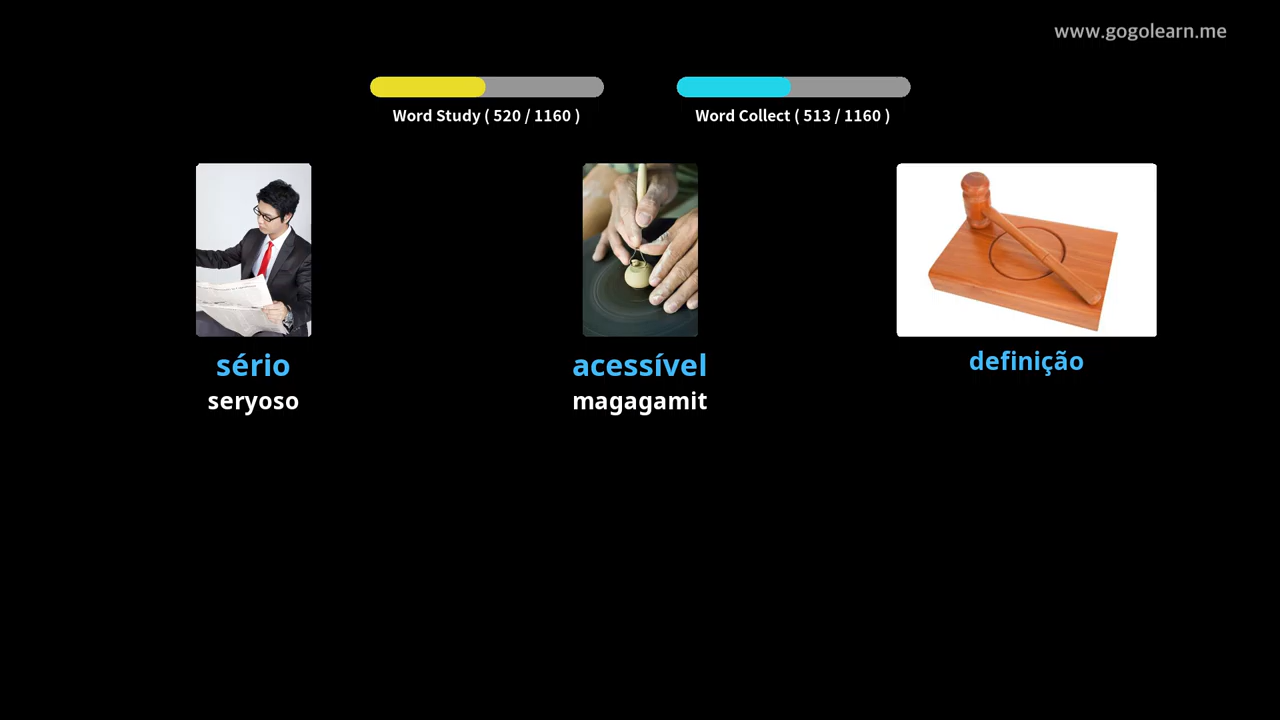 www.gogolearn.me
Word Study ( 520 / 1160 )
Word Collect ( 513 / 1160 )
sério
seryoso
acessível
magagamit
definição